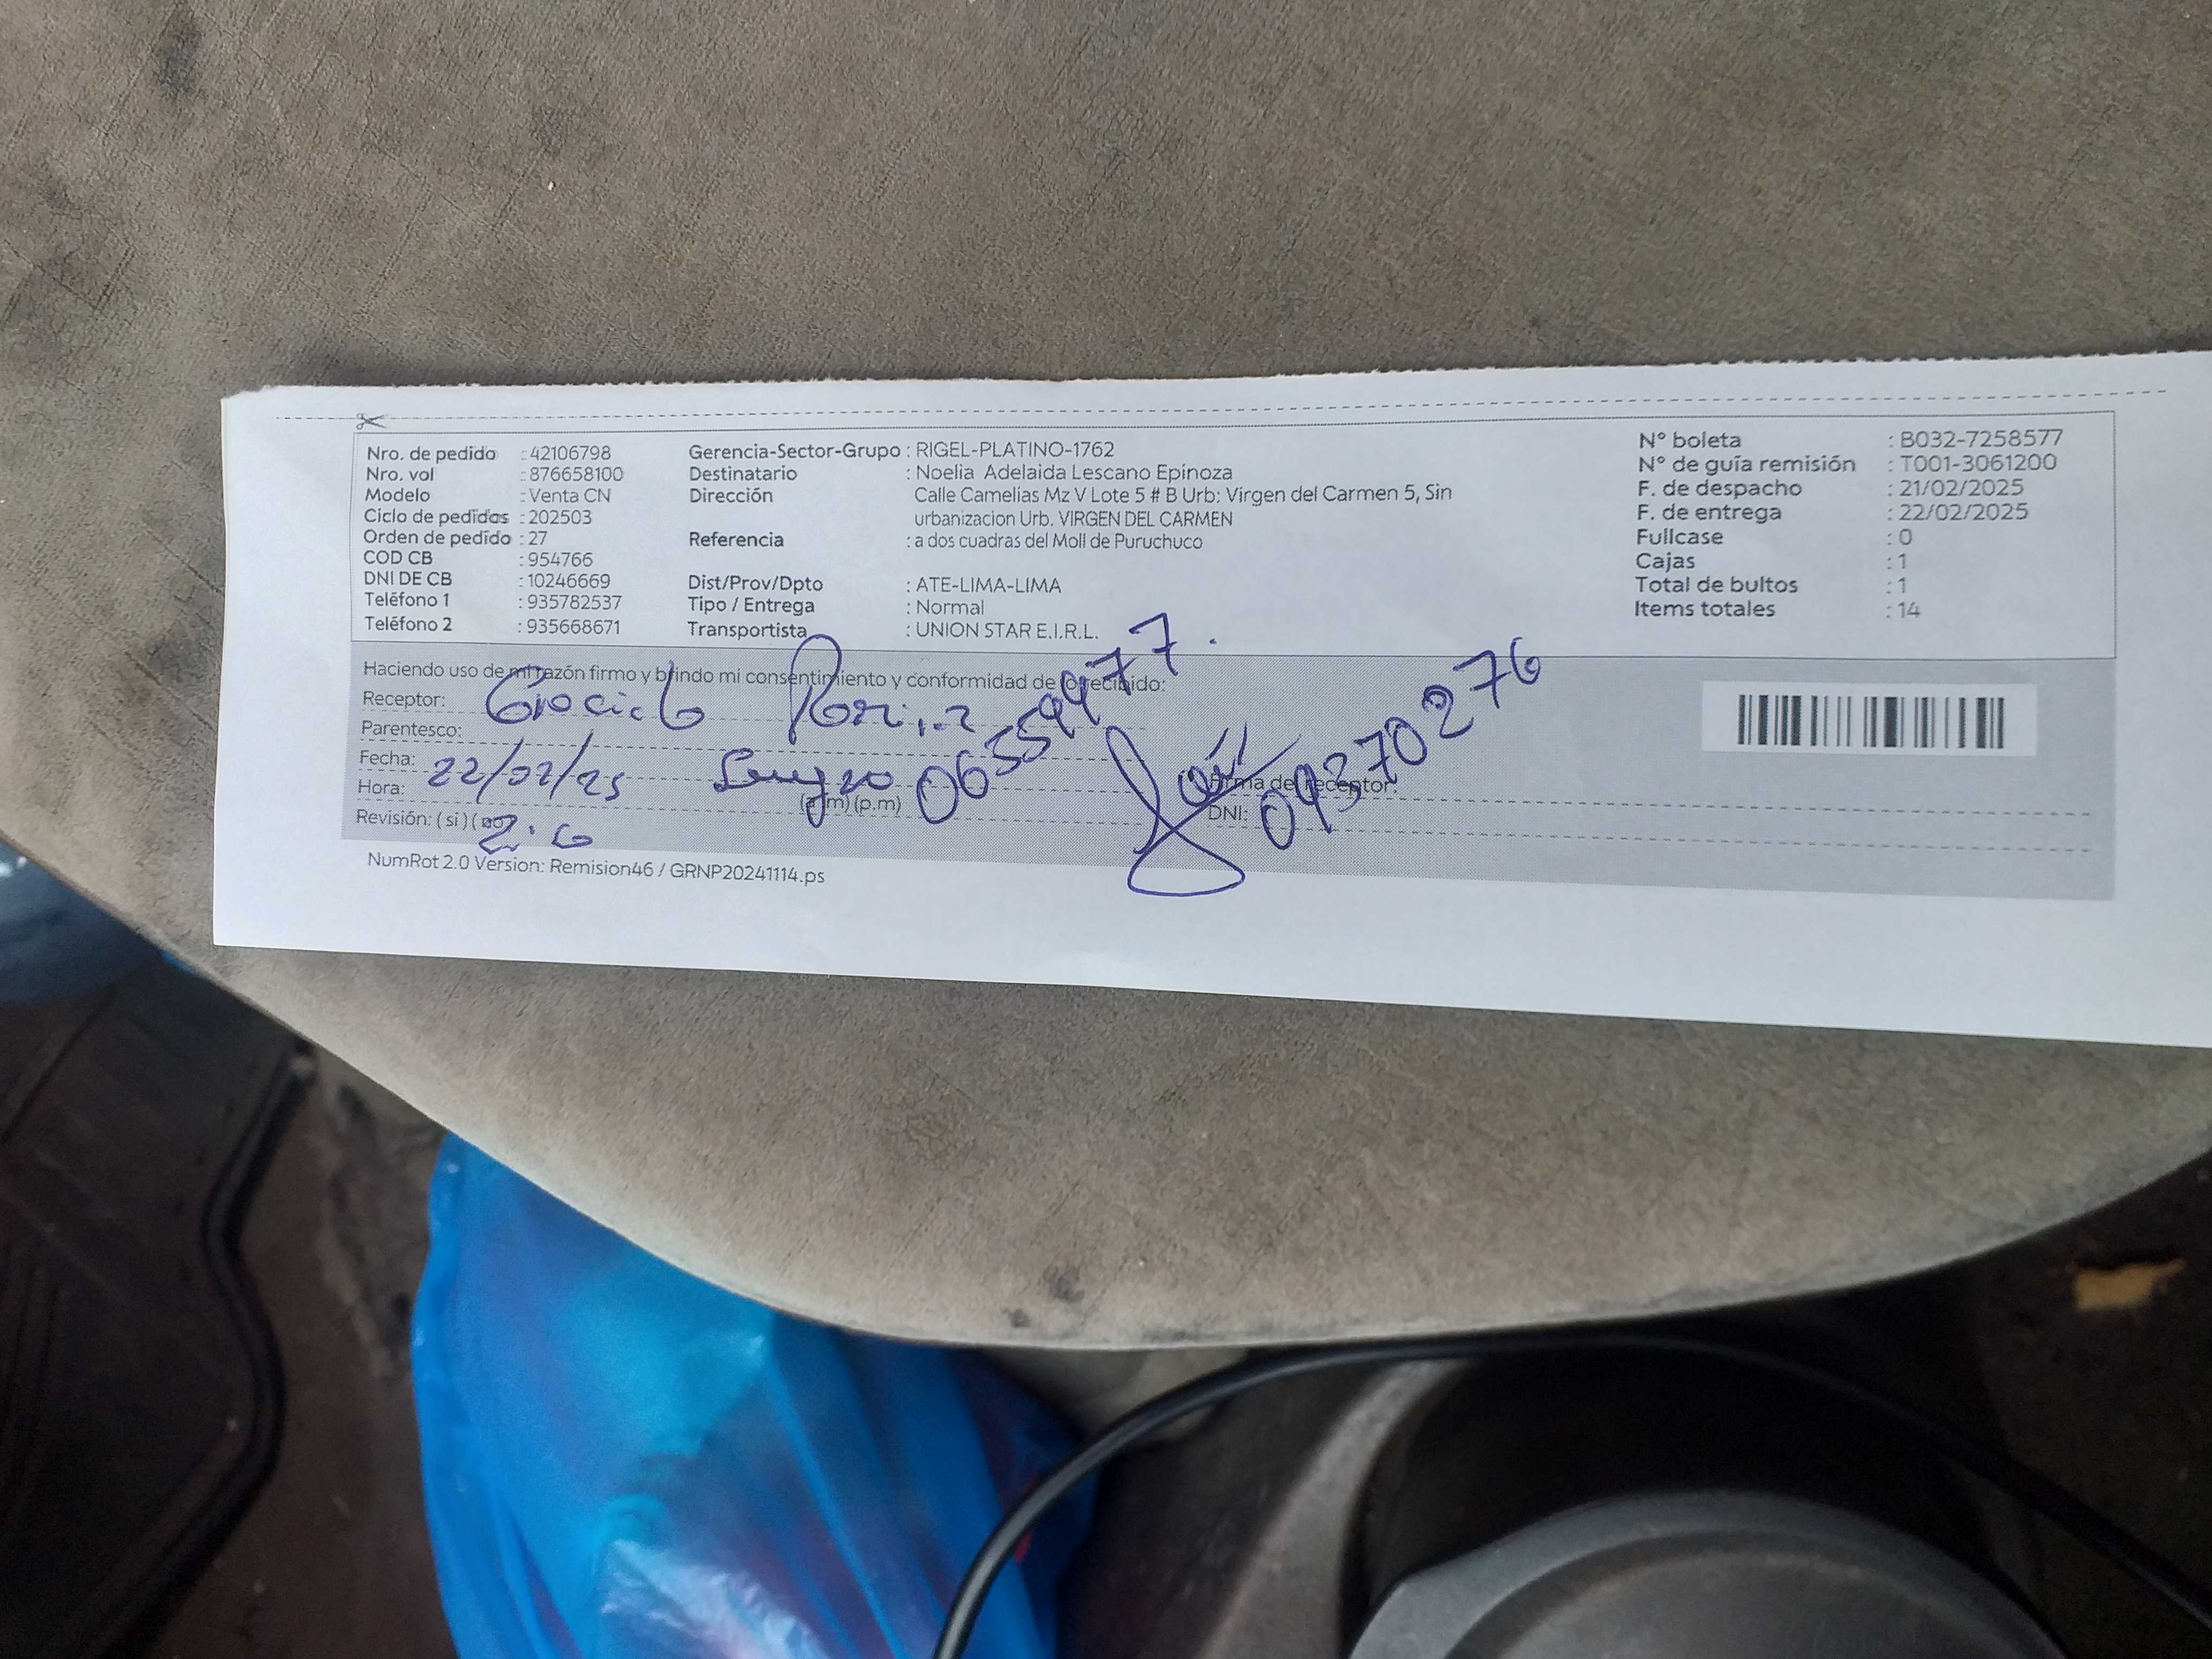 Nro. de pedido : 42106798
Nro. vol : 876658100
Modelo : Venta CN
Ciclo de pedidos : 202503
Orden de pedido : 27
COD CB : 954766
DNI DE CB : 10246669
Teléfono 1 : 935782537
Teléfono 2 : 935668671
Gerencia-Sector-Grupo : RIGEL-PLATINO-1762
Destinatario : Noelia Adelaida Lescano Epinoza
Dirección Calle Camelias Mz V Lote 5 # B Urb: Virgen del Carmen 5, Sin
urbanizacion Urb. VIRGEN DEL CARMEN
Referencia : a dos cuadras del Moll de Puruchuco
Dist/Prov/Dpto : ATE-LIMA-LIMA
Tipo / Entrega : Normal
Transportista : UNION STAR E.I.R.L.
N° boleta : B032-7258577
N° de guía remisión : T001-3061200
F. de despacho : 21/02/2025
F. de entrega : 22/02/2025
Fullcase : 0
Cajas : 1
Total de bultos : 1
Items totales : 14
Haciendo uso de mi razón firmo y brindo mi consentimiento y conformidad de lo recibido:
Receptor:
Parentesco:
Fecha: 22/02/25
Hora: (a.m) (p.m)
Revisión: ( si ) ( no
Firma del receptor:
DNI: 09370276
NumRot 2.0 Version: Remision46 / GRNP20241114.ps